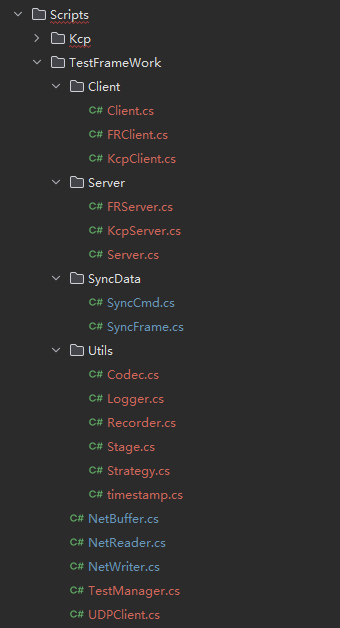 Scripts
Kcp
TestFrameWork
Client
C# Client.cs
C# FRClient.cs
C# KcpClient.cs
Server
C# FRServer.cs
C# KcpServer.cs
C# Server.cs
SyncData
C# SyncCmd.cs
C# SyncFrame.cs
Utils
C# Codec.cs
C# Logger.cs
C# Recorder.cs
C# Stage.cs
C# Strategy.cs
C# timestamp.cs
C# NetBuffer.cs
C# NetReader.cs
C# NetWriter.cs
C# TestManager.cs
C# UDPClient.cs